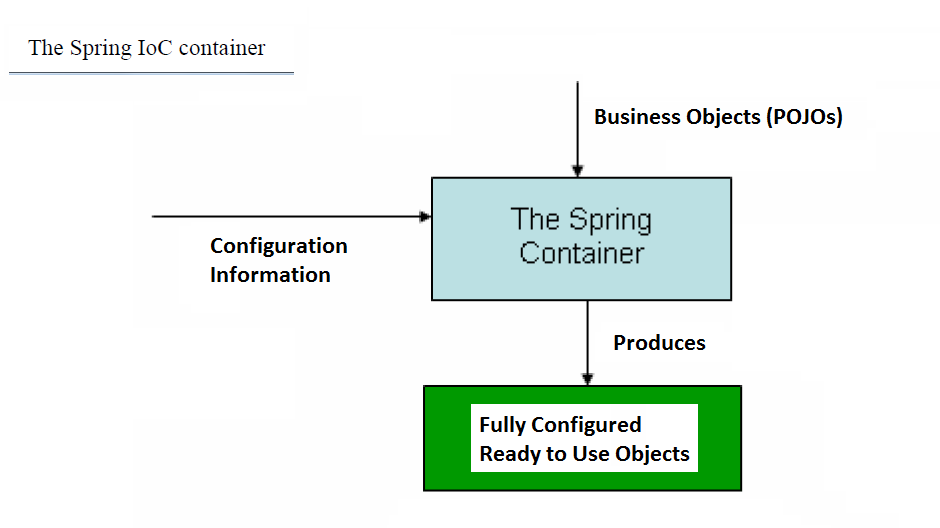 The Spring IoC container
Business Objects (POJOs)
The Spring
Container
Configuration
Information
Produces
Fully Configured
Ready to Use Objects